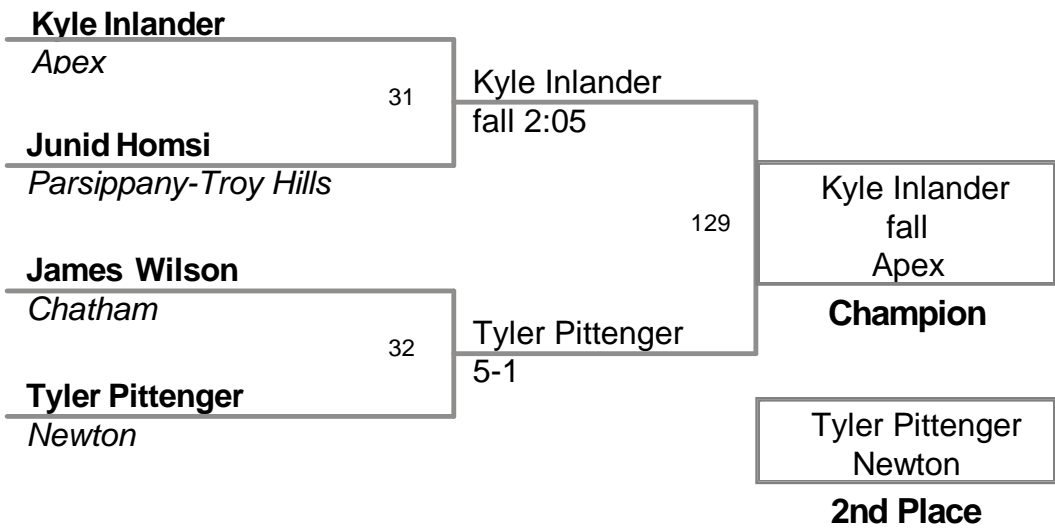 Kyle Inlander
Apex
31
Kyle Inlander
fall 2:05
Junid Homsi
Parsippany-Troy Hills
129
Kyle Inlander
fall
Apex
Champion
James Wilson
Chatham
32
Tyler Pittenger
5-1
Tyler Pittenger
Newton
Tyler Pittenger
Newton
2nd Place